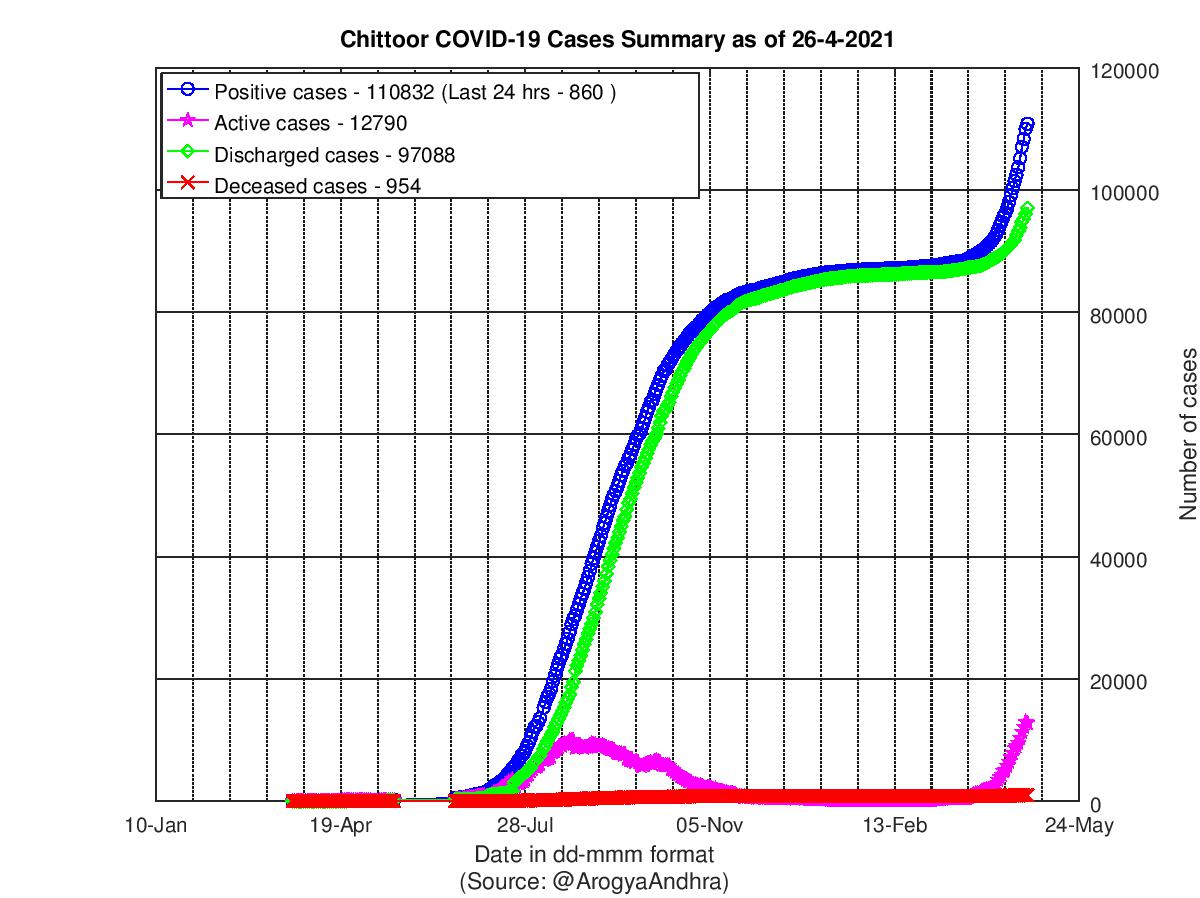 Chittoor COVID-19 Cases Summary as of 26-4-2021
Positive cases - 110832 (Last 24 hrs - 860 )
Active cases - 12790
Discharged cases - 97088
Deceased cases - 954
120000
100000
80000
60000
40000
20000
0
Number of cases
10-Jan 19-Apr 28-Jul 05-Nov 13-Feb 24-May
Date in dd-mmm format
(Source: @ArogyaAndhra)